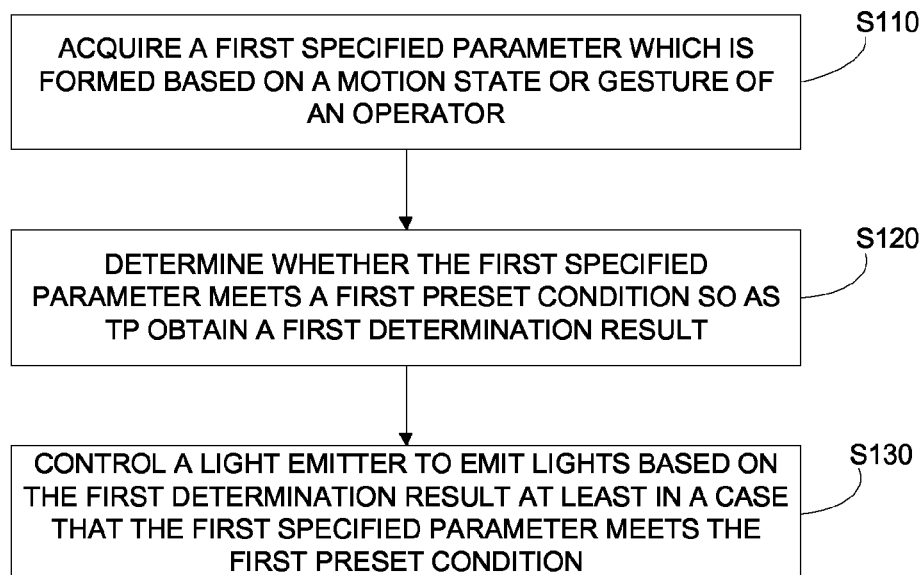 S110
ACQUIRE A FIRST SPECIFIED PARAMETER WHICH IS
FORMED BASED ON A MOTION STATE OR GESTURE OF
AN OPERATOR
S120
DETERMINE WHETHER THE FIRST SPECIFIED
PARAMETER MEETS A FIRST PRESET CONDITION SO AS
TP OBTAIN A FIRST DETERMINATION RESULT
S130
CONTROL A LIGHT EMITTER TO EMIT LIGHTS BASED ON
THE FIRST DETERMINATION RESULT AT LEAST IN A CASE
THAT THE FIRST SPECIFIED PARAMETER MEETS THE
FIRST PRESET CONDITION